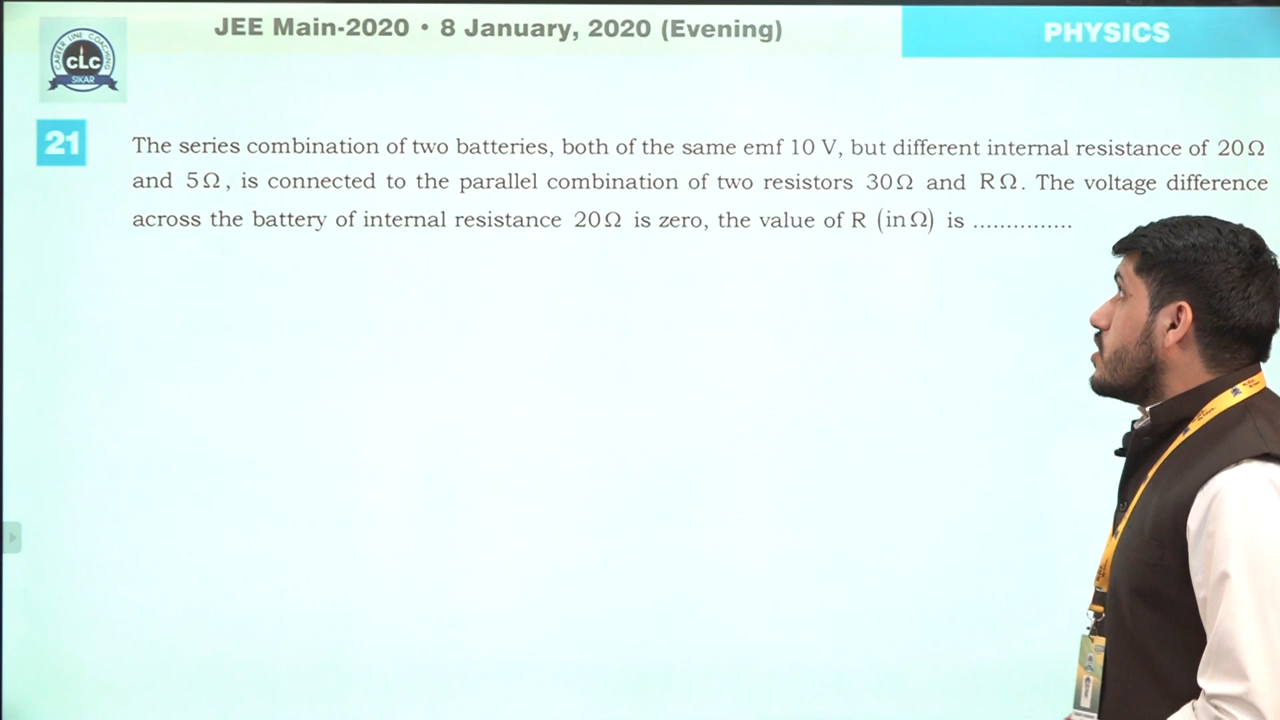 JEE Main-2020 • 8 January, 2020 (Evening)
PHYSICS
CAREER LINE COACHING
CLC
SIKAR
21
The series combination of two batteries, both of the same emf 10 V, but different internal resistance of 20Ω
and 5Ω, is connected to the parallel combination of two resistors 30Ω and RΩ. The voltage difference
across the battery of internal resistance 20Ω is zero, the value of R (in Ω) is ...............